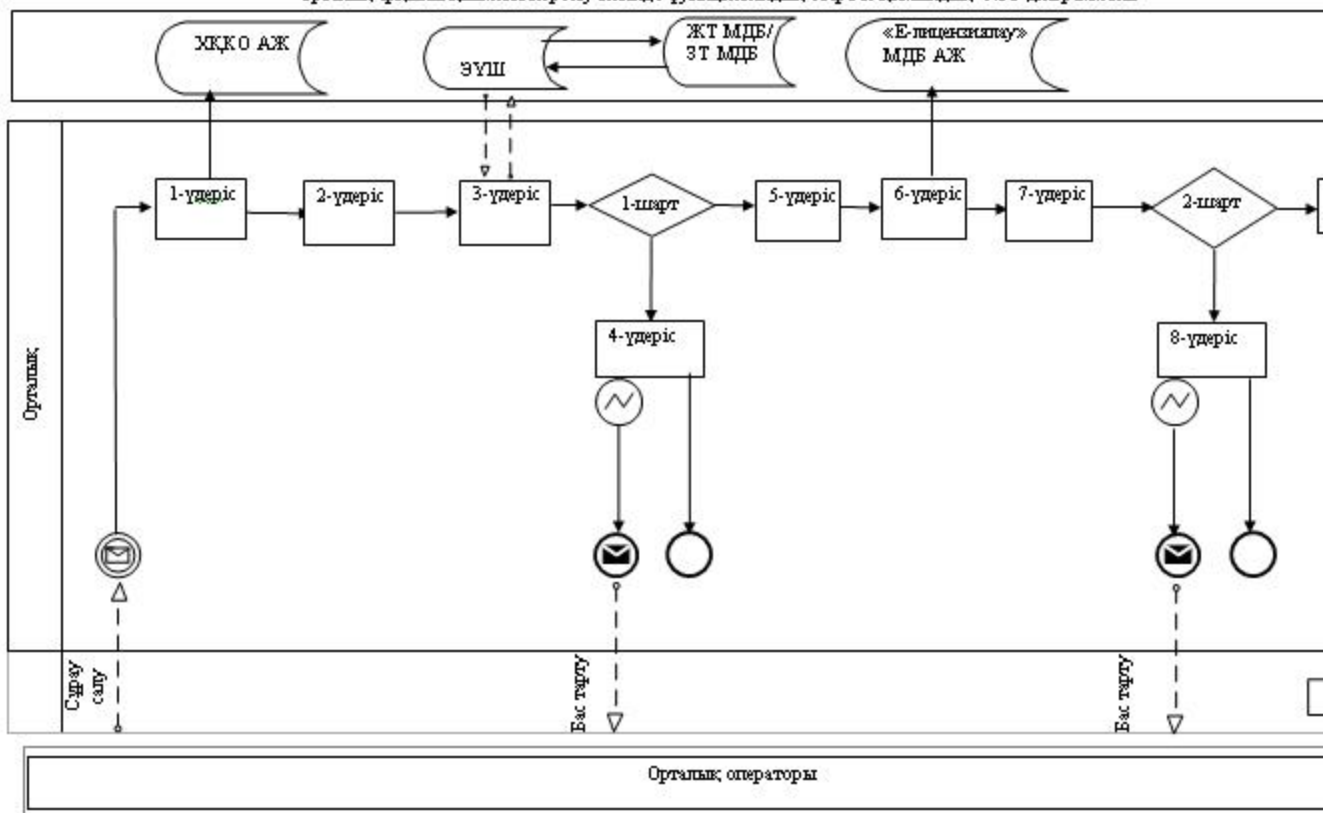 ХҚКО АЖ
ЭҮШ
ЖТ МДБ/
ЗТ МДБ
«Е-лицензиялау»
МДБ АЖ
1-үдеріс
2-үдеріс
3-үдеріс
1-шарт
5-үдеріс
6-үдеріс
7-үдеріс
2-шарт
4-үдеріс
8-үдеріс
Орталық
Сұрау
салу
Бас тарту
Бас тарту
Орталық операторы